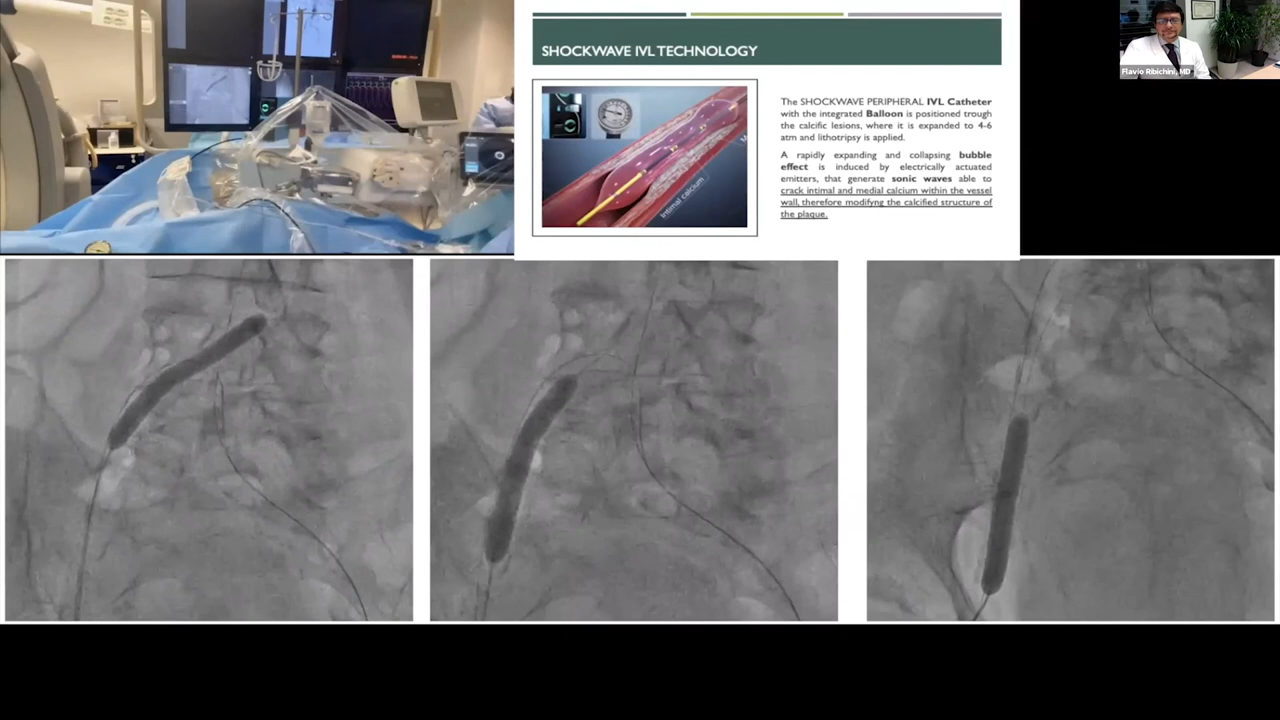 SHOCKWAVE IVL TECHNOLOGY
Intimal calcium
The SHOCKWAVE PERIPHERAL IVL Catheter
with the integrated Balloon is positioned trough
the calcific lesions, where it is expanded to 4-6
atm and lithotripsy is applied.
A rapidly expanding and collapsing bubble
effect is induced by electrically actuated
emitters, that generate sonic waves able to
crack intimal and medial calcium within the vessel
wall, therefore modifyng the calcified structure of
the plaque.
Flavio Ribichini, MD